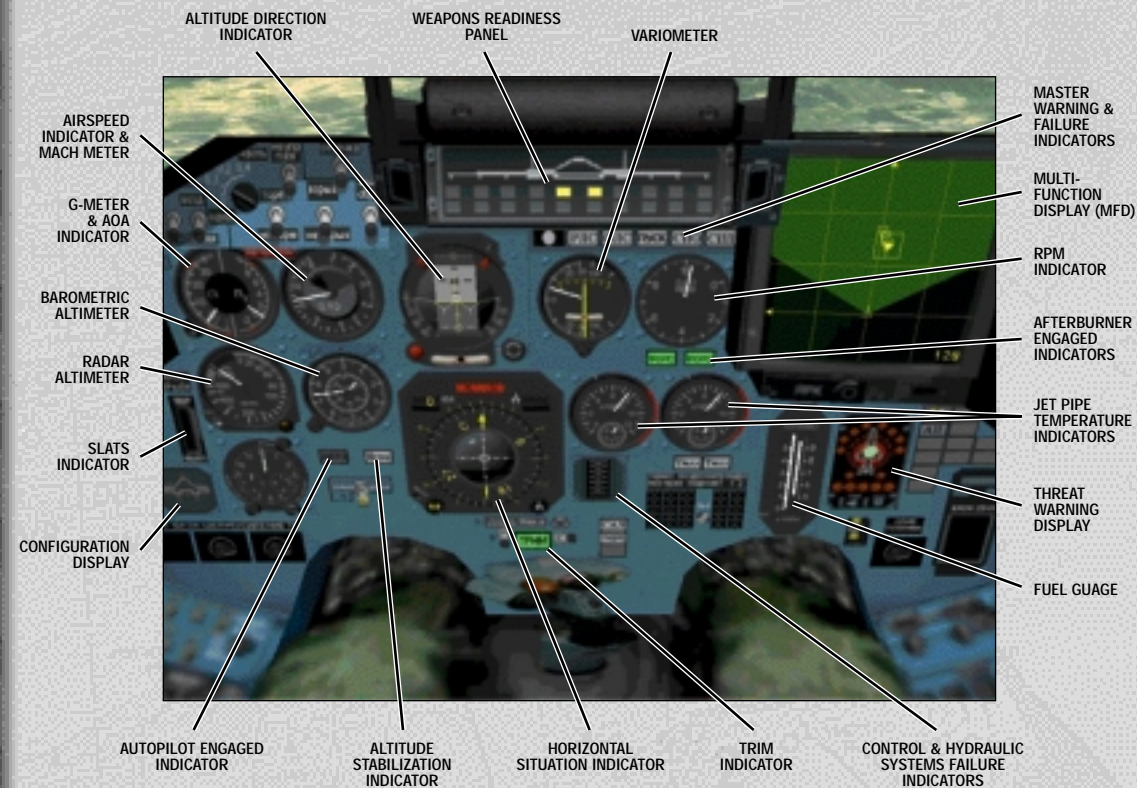 ALTITUDE DIRECTION
INDICATOR
WEAPONS READINESS
PANEL
VARIOMETER
AIRSPEED
INDICATOR &
MACH METER
G-METER
& AOA
INDICATOR
BAROMETRIC
ALTIMETER
RADAR
ALTIMETER
SLATS
INDICATOR
CONFIGURATION
DISPLAY
MASTER
WARNING &
FAILURE
INDICATORS
MULTI-
FUNCTION
DISPLAY (MFD)
RPM
INDICATOR
AFTERBURNER
ENGAGED
INDICATORS
JET PIPE
TEMPERATURE
INDICATORS
THREAT
WARNING
DISPLAY
FUEL GUAGE
AUTOPILOT ENGAGED
INDICATOR
ALTITUDE
STABILIZATION
INDICATOR
HORIZONTAL
SITUATION INDICATOR
TRIM
INDICATOR
CONTROL & HYDRAULIC
SYSTEMS FAILURE
INDICATORS